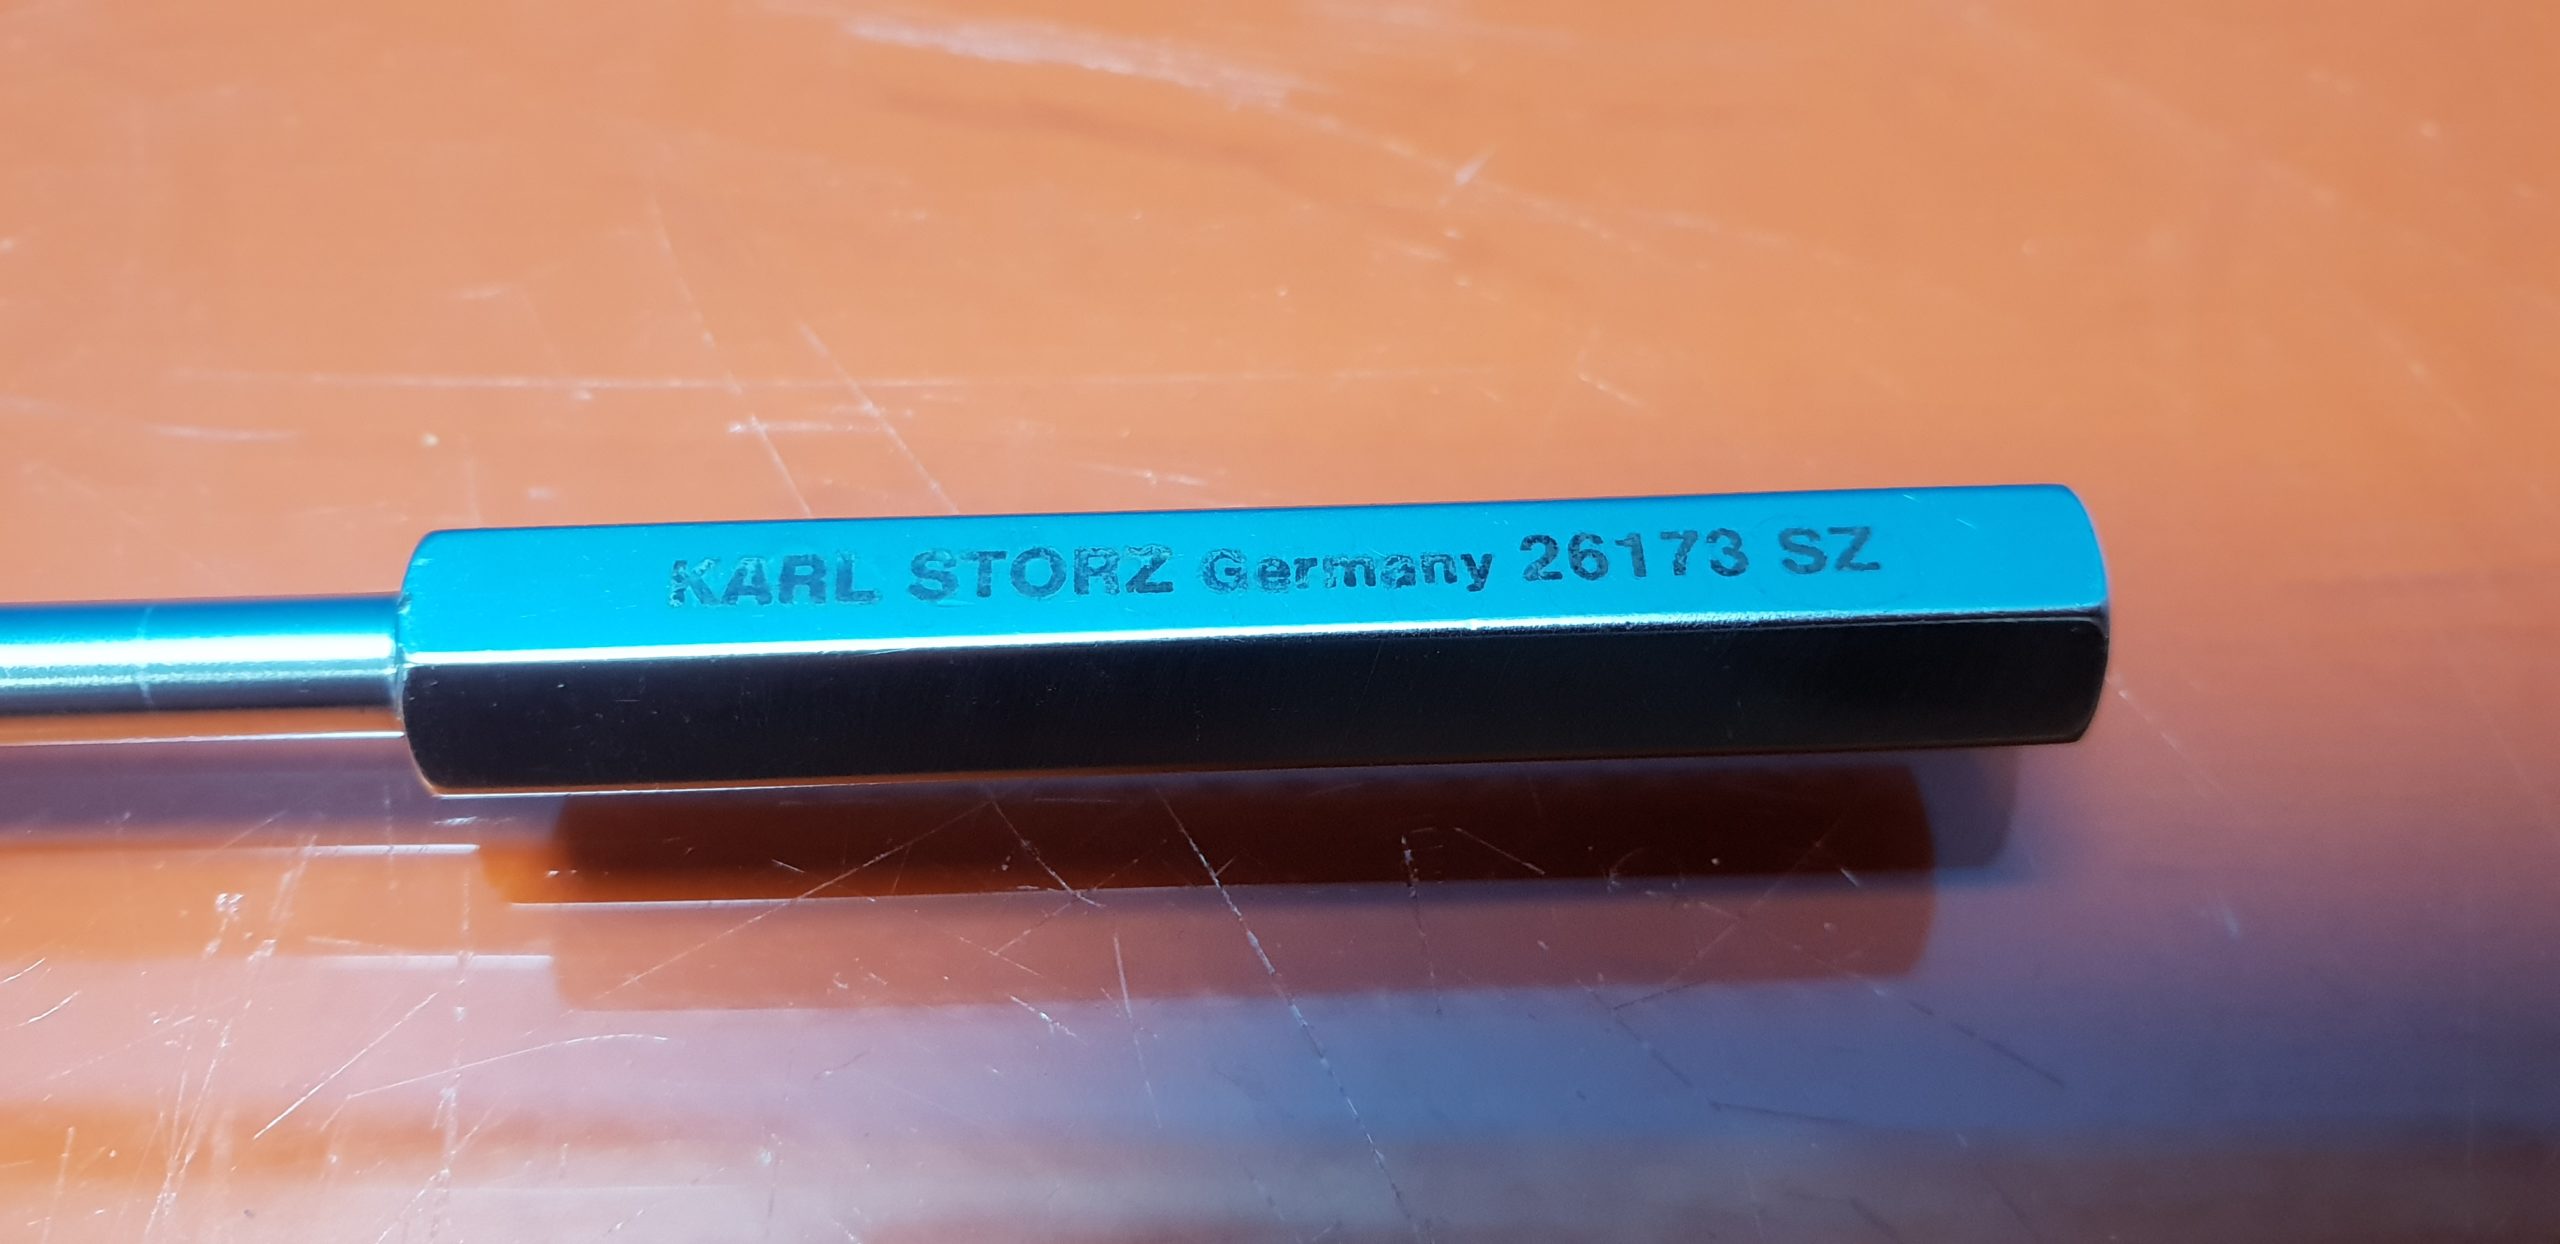 KARL STORZ Germany 26173 SZ